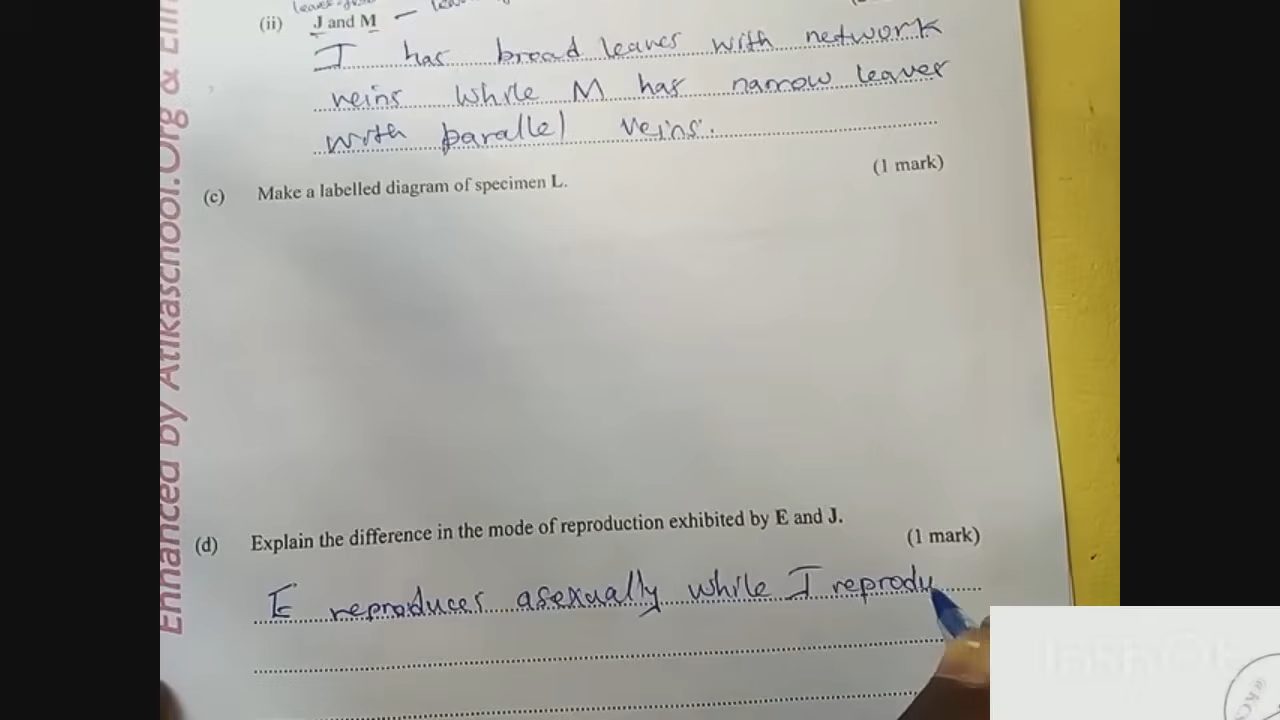 (ii) J and M –
J has broad leaves with network
veins while M has narrow leaves
with parallel veins.
(1 mark)
(c) Make a labelled diagram of specimen L.
(d) Explain the difference in the mode of reproduction exhibited by E and J.
(1 mark)
E reproduces asexually while J reprodu
Enhanced by Atikaschool.Org &